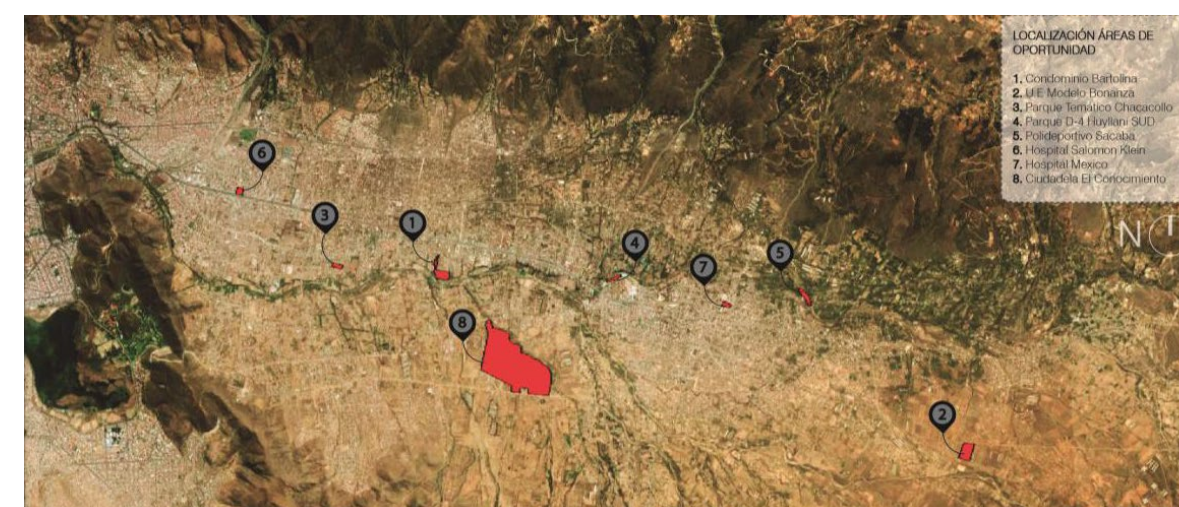 LOCALIZACIÓN ÁREAS DE
OPORTUNIDAD
1. Condominio Bartolina
2. U.E Modelo Bonanza
3. Parque Temático Chacacollo
4. Parque D-4 Huyllani SUD
5. Polideportivo Sacaba
6. Hospital Salomon Klein
7. Hospital Mexico
8. Ciudadela El Conocimiento
N
6
3
1
4
7
5
8
2